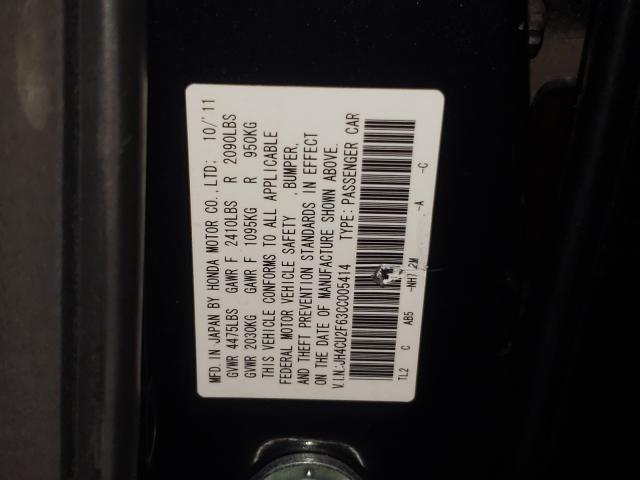 MFD. IN JAPAN BY HONDA MOTOR CO., LTD; 10/'11
GVWR 4475LBS GAWR F 2410LBS R 2090LBS
GVWR 2030KG GAWR F 1095KG R 950KG
THIS VEHICLE CONFORMS TO ALL APPLICABLE
FEDERAL MOTOR VEHICLE SAFETY , BUMPER,
AND THEFT PREVENTION STANDARDS IN EFFECT
ON THE DATE OF MANUFACTURE SHOWN ABOVE.
V.I.N:JH4CU2F63CC005414 TYPE: PASSENGER CAR
TL2 C AB5 -A -C